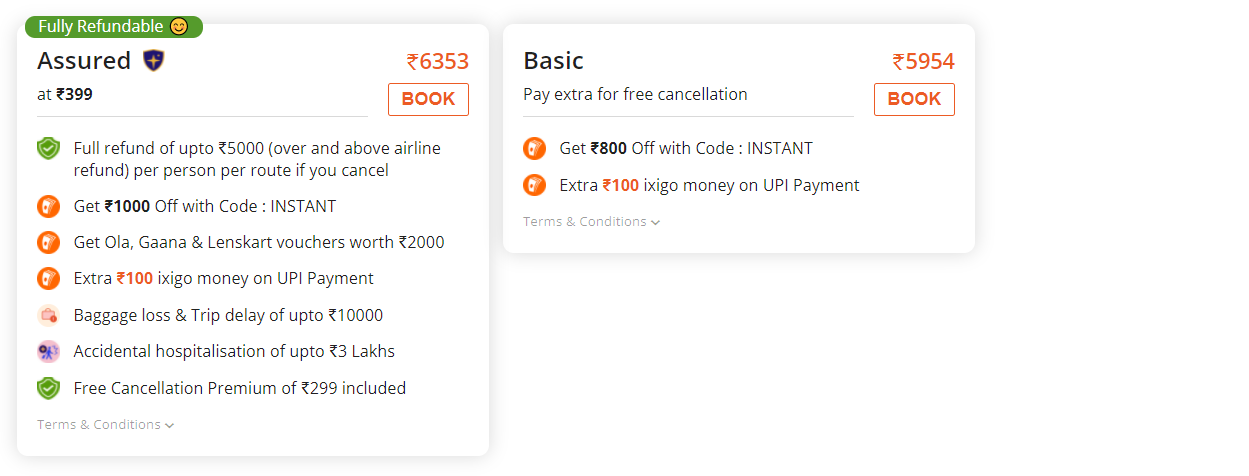 Fully Refundable 😊
Assured
₹6353
at ₹399
BOOK
Full refund of upto ₹5000 (over and above airline
refund) per person per route if you cancel
Get ₹1000 Off with Code : INSTANT
Get Ola, Gaana & Lenskart vouchers worth ₹2000
Extra ₹100 ixigo money on UPI Payment
Baggage loss & Trip delay of upto ₹10000
Accidental hospitalisation of upto ₹3 Lakhs
Free Cancellation Premium of ₹299 included
Terms & Conditions
Basic
₹5954
Pay extra for free cancellation
BOOK
Get ₹800 Off with Code : INSTANT
Extra ₹100 ixigo money on UPI Payment
Terms & Conditions